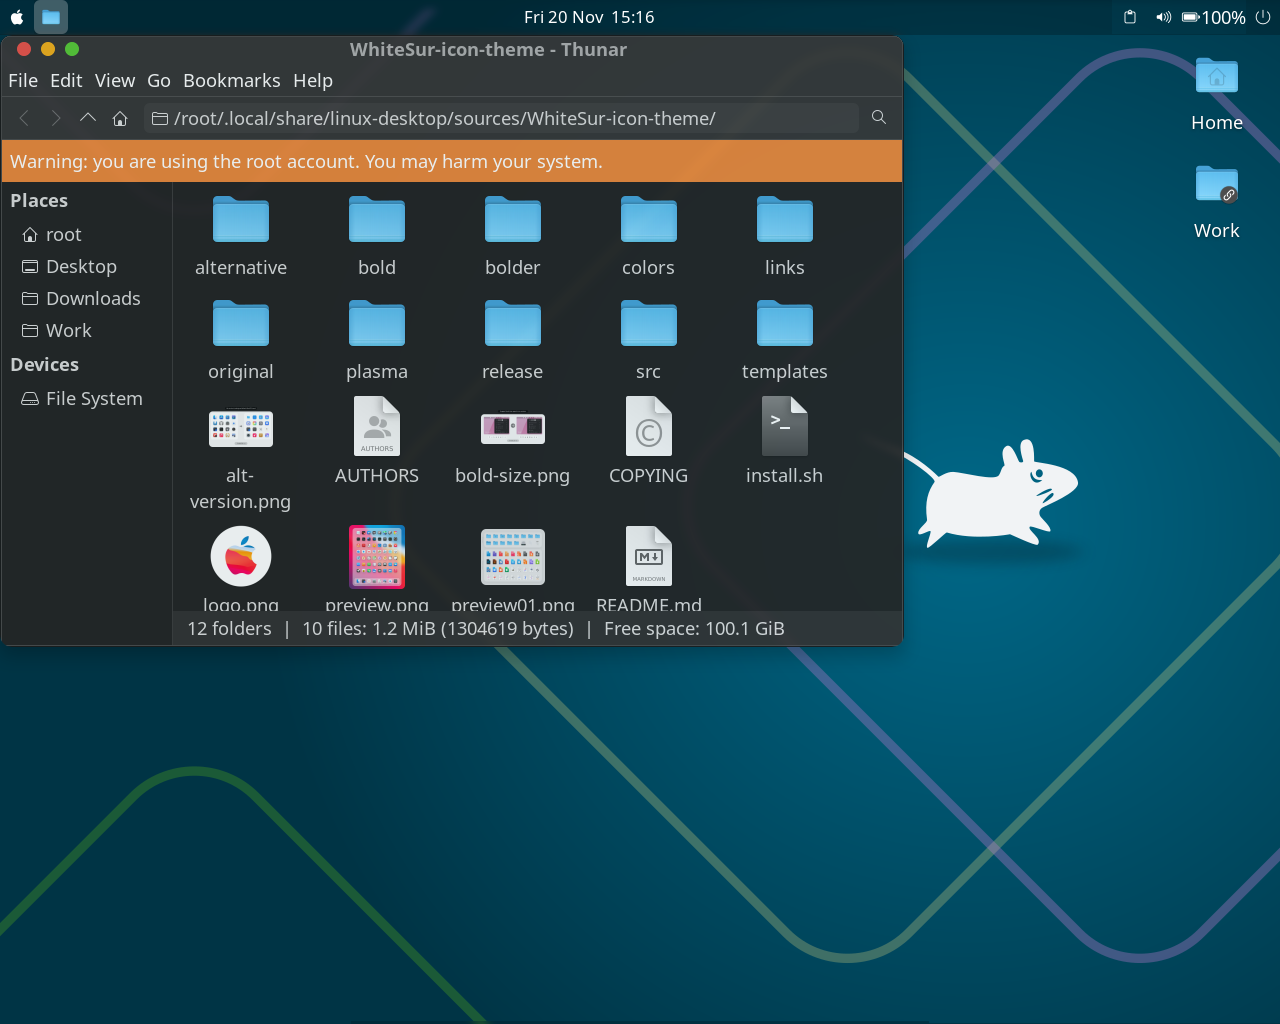 Fri 20 Nov 15:16
100%
WhiteSur-icon-theme - Thunar
File Edit View Go Bookmarks Help
/root/.local/share/linux-desktop/sources/WhiteSur-icon-theme/
Warning: you are using the root account. You may harm your system.
Places
root
Desktop
Downloads
Work
Devices
File System
alternative bold bolder colors links
original plasma release src templates
AUTHORS
>_
alt-version.png AUTHORS bold-size.png COPYING install.sh
MARKDOWN
logo.png preview.png preview01.png README.md
12 folders | 10 files: 1.2 MiB (1304619 bytes) | Free space: 100.1 GiB
Home
Work